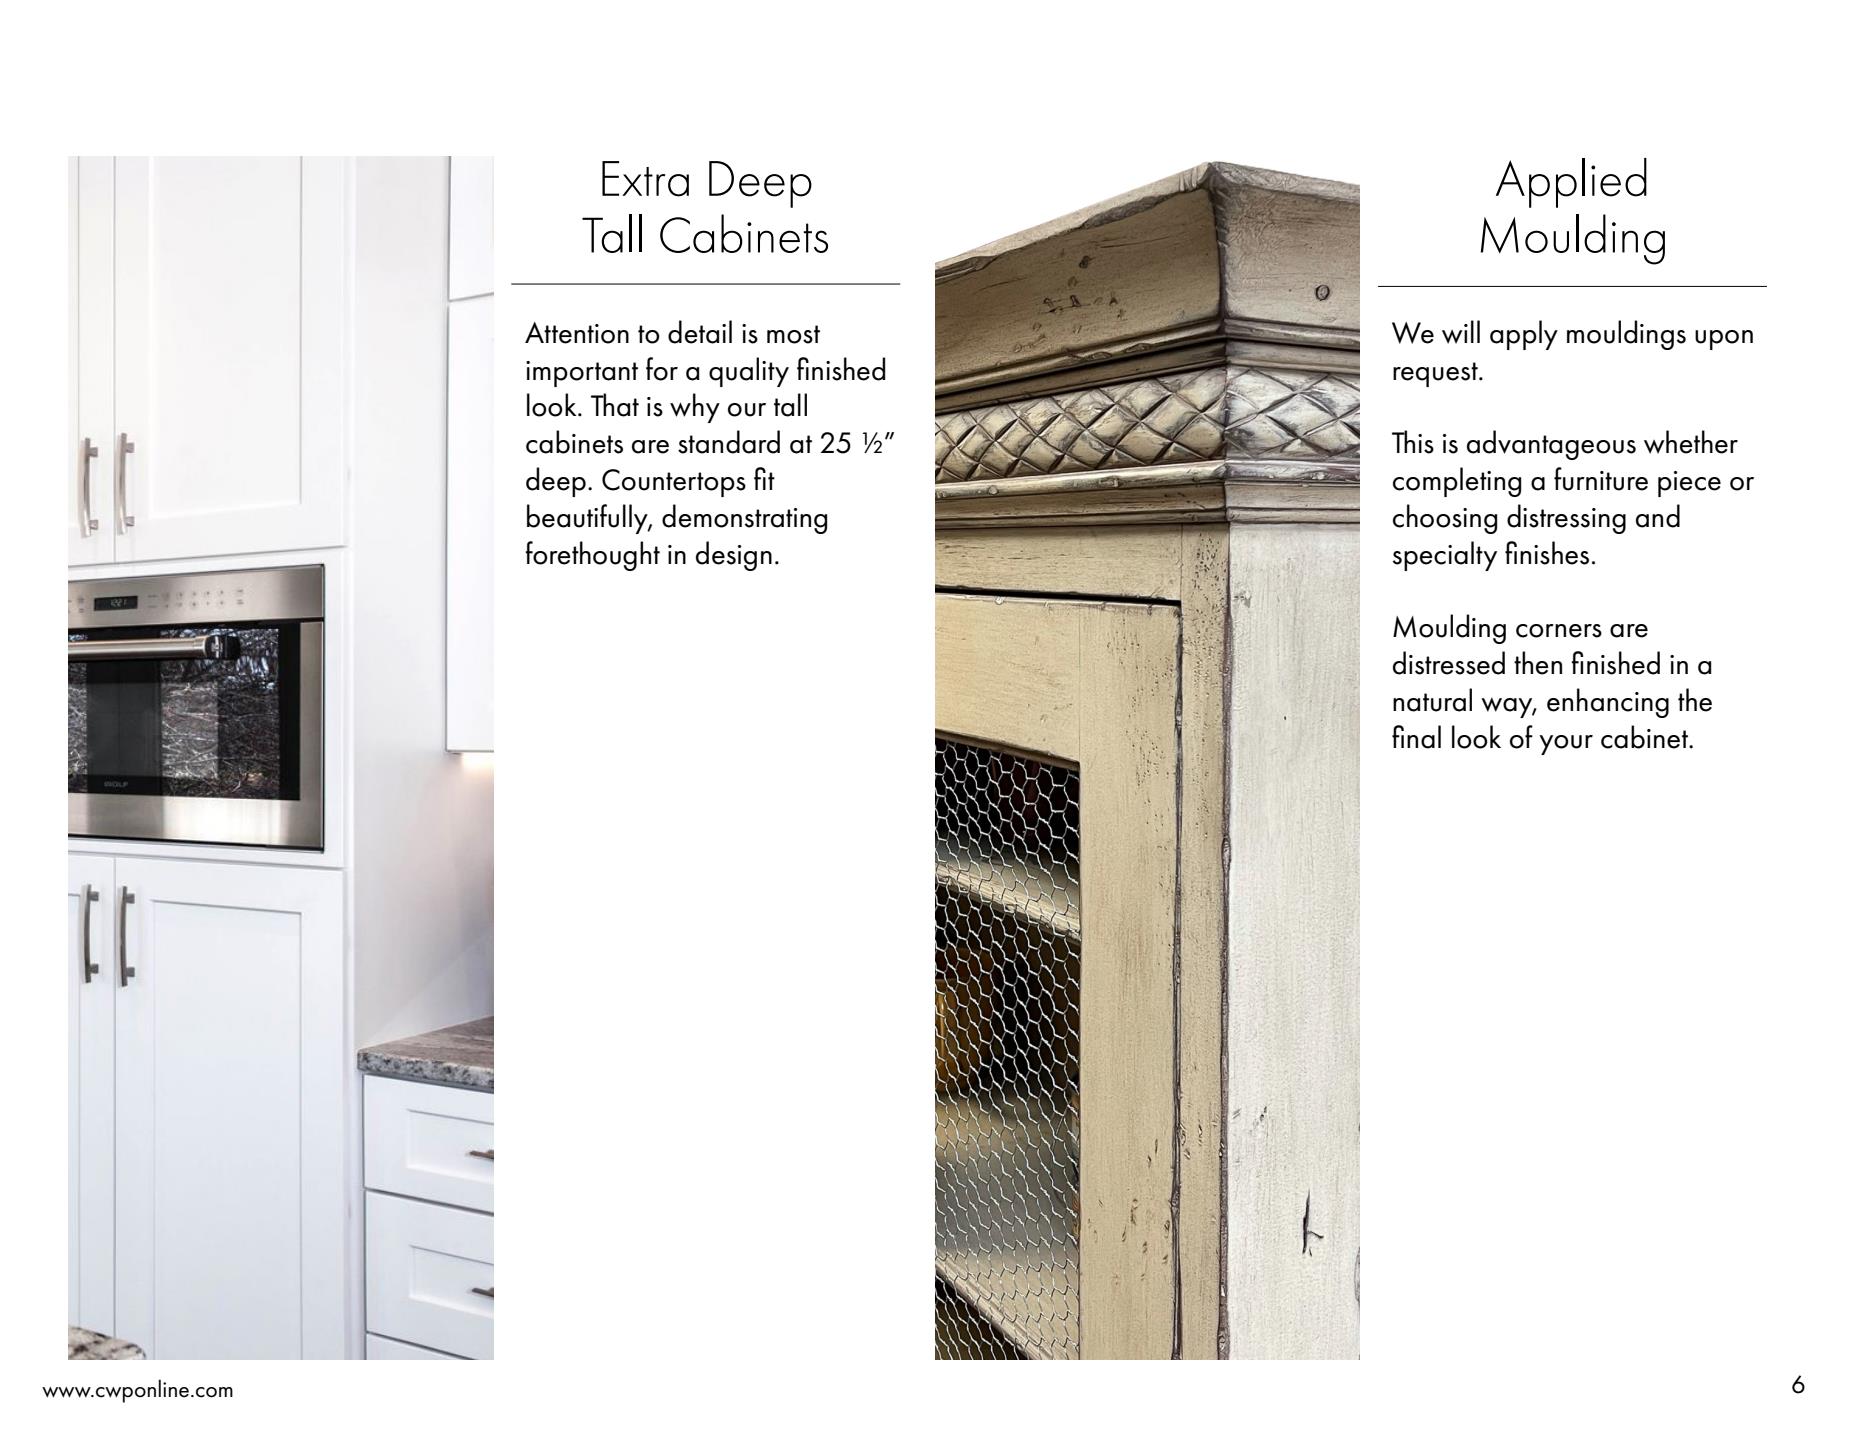 Extra Deep
Tall Cabinets
Attention to detail is most
important for a quality finished
look. That is why our tall
cabinets are standard at 25 ½”
deep. Countertops fit
beautifully, demonstrating
forethought in design.
Applied
Moulding
We will apply mouldings upon
request.
This is advantageous whether
completing a furniture piece or
choosing distressing and
specialty finishes.
Moulding corners are
distressed then finished in a
natural way, enhancing the
final look of your cabinet.
1221
WOLF
www.cwponline.com
6